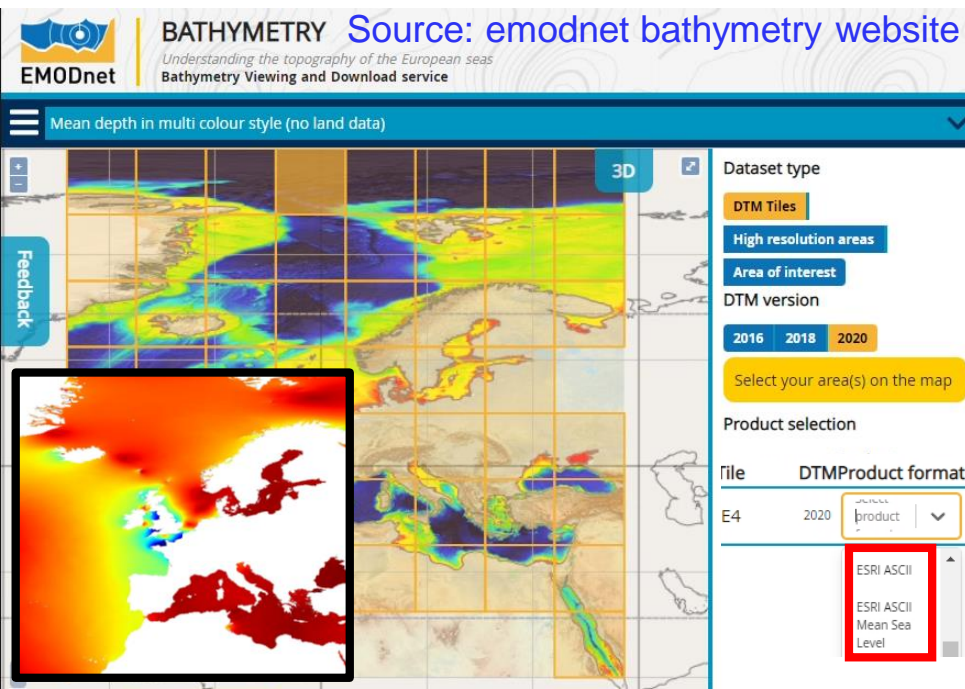 BATHYMETRY Source: emodnet bathymetry website
Understanding the topography of the European seas
EMODnet Bathymetry Viewing and Download service
Mean depth in multi colour style (no land data)
+
-
3D
Feedback
Dataset type
DTM Tiles
High resolution areas
Area of interest
DTM version
2016 2018 2020
Select your area(s) on the map
Product selection
Tile DTMProduct format
E4 2020 product
ESRI ASCII
ESRI ASCII
Mean Sea
Level